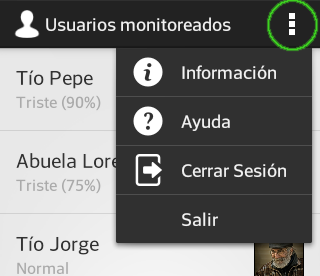 Usuarios monitoreados
Información
Ayuda
Cerrar Sesión
Salir
Tío Pepe
Triste (90%)
Abuela Lore
Triste (75%)
Tío Jorge
Normal